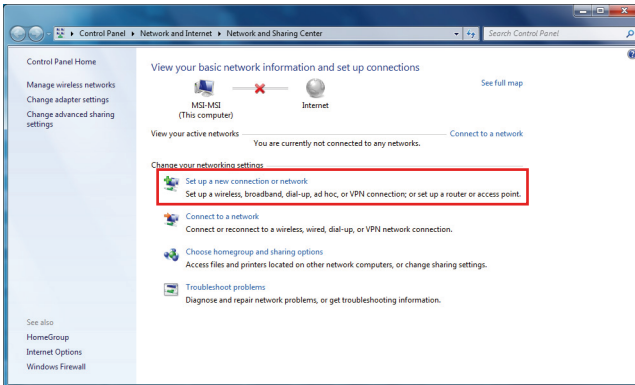 Control Panel ▸ Network and Internet ▸ Network and Sharing Center
Search Control Panel
Control Panel Home
Manage wireless networks
Change adapter settings
Change advanced sharing
settings
See also
HomeGroup
Internet Options
Windows Firewall
View your basic network information and set up connections
See full map
MSI-MSI
(This computer)
Internet
View your active networks
Connect to a network
You are currently not connected to any networks.
Change your networking settings
Set up a new connection or network
Set up a wireless, broadband, dial-up, ad hoc, or VPN connection; or set up a router or access point.
Connect to a network
Connect or reconnect to a wireless, wired, dial-up, or VPN network connection.
Choose homegroup and sharing options
Access files and printers located on other network computers, or change sharing settings.
Troubleshoot problems
Diagnose and repair network problems, or get troubleshooting information.